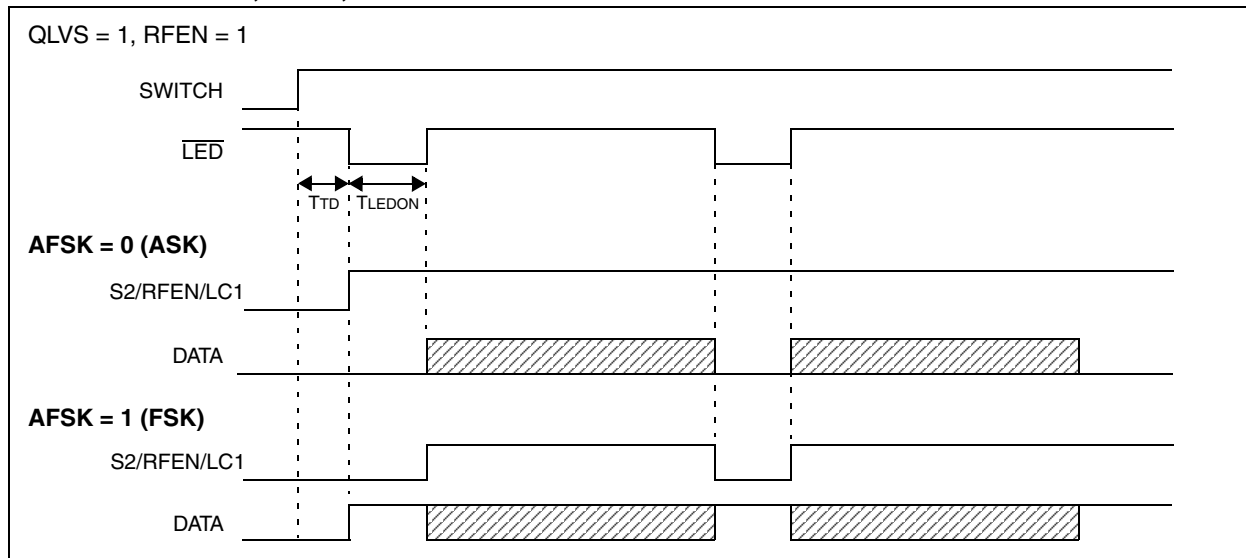 QLVS = 1, RFEN = 1
SWITCH
LED
TTD TLEDON
AFSK = 0 (ASK)
S2/RFEN/LC1
DATA
AFSK = 1 (FSK)
S2/RFEN/LC1
DATA